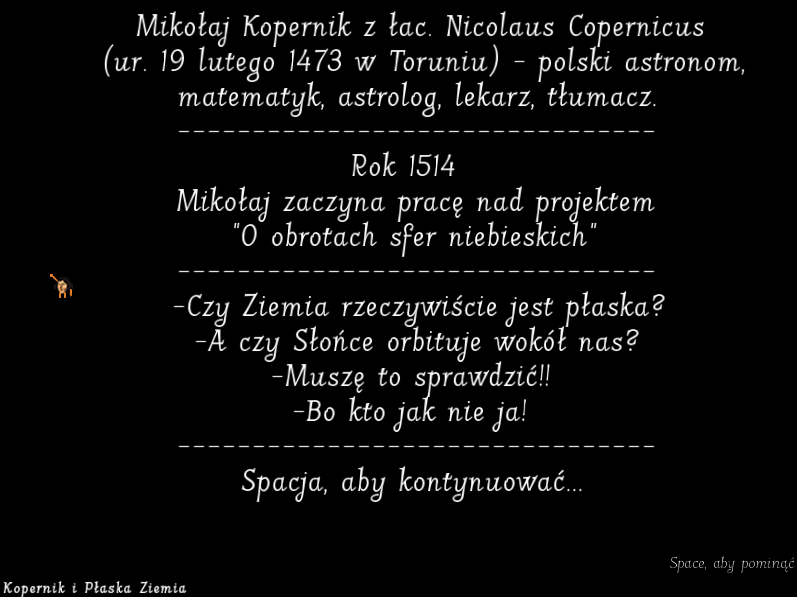 Mikołaj Kopernik z łac. Nicolaus Copernicus
(ur. 19 lutego 1473 w Toruniu) - polski astronom,
matematyk, astrolog, lekarz, tłumacz.
--------------------------------
Rok 1514
Mikołaj zaczyna pracę nad projektem
"O obrotach sfer niebieskich"
--------------------------------
-Czy Ziemia rzeczywiście jest płaska?
-A czy Słońce orbituje wokół nas?
-Muszę to sprawdzić!!
-Bo kto jak nie ja!
--------------------------------
Spacja, aby kontynuować...
Space, aby pominąć
Kopernik i Płaska Ziemia